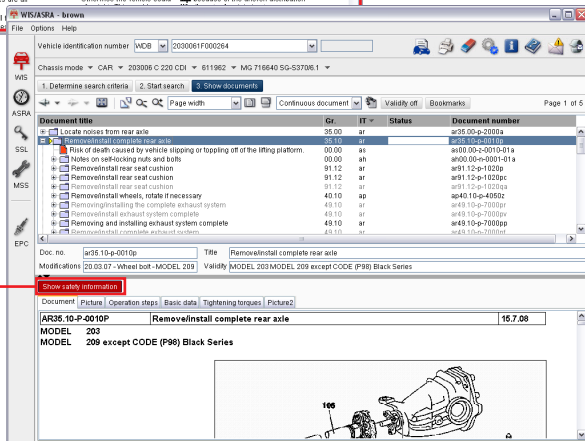 WIS/ASRA - brown
File Options Help
Vehicle identification number WDB 2030061F000264
Chassis mode CAR 203006 C 220 CDI 611962 MG 716640 SG-S370/6.1
1. Determine search criteria 2. Start search 3. Show documents
Page width Continuous document Validity off Bookmarks Page 1 of 5
WIS
ASRA
SSL
MSS
EPC
Document title Gr. IT Status Document number
Locate noises from rear axle 35.00 ar ar35.00-p-2000a
Remove/install complete rear axle 35.10 ar ar35.10-p-0010p
Risk of death caused by vehicle slipping or toppling off of the lifting platform. 00.00 as as00.00-z-0010-01a
Notes on self-locking nuts and bolts 00.00 ah ah00.00-n-0001-01a
Remove/install rear seat cushion 91.12 ar ar91.12-p-1020p
Remove/install rear seat cushion 91.12 ar ar91.12-p-1020pc
Remove/install rear seat cushion 91.12 ar ar91.12-p-1020qa
Remove/install wheels, rotate if necessary 40.10 ap ap40.10-p-4050z
Removing/installing the complete exhaust system 49.10 ar ar49.10-p-7000pr
Remove/install exhaust system complete 49.10 ar ar49.10-p-7000pv
Removing and installing exhaust system complete 49.10 ar ar49.10-p-7000pp
Remove/install complete exhaust system 49.10 ar
Doc. no. ar35.10-p-0010p Title Remove/install complete rear axle
Modifications 20.03.07 - Wheel bolt - MODEL 209 Validity MODEL 203 MODEL 209 except CODE (P98) Black Series
Show safety information
Document Picture Operation steps Basic data Tightening torques Picture2
AR35.10-P-0010P Remove/install complete rear axle 15.7.08
MODEL 203
MODEL 209 except CODE (P98) Black Series